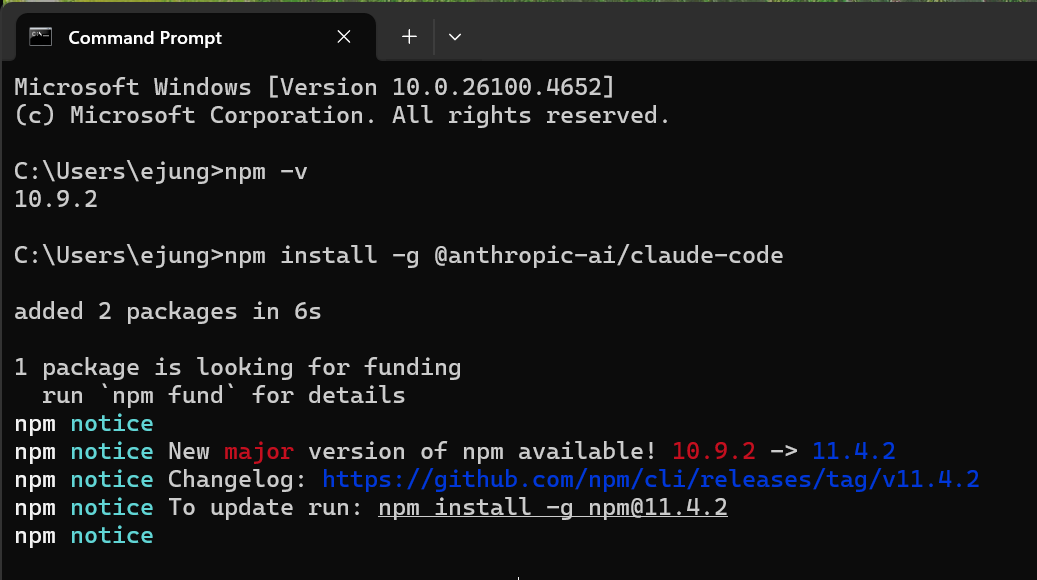 Command Prompt
Microsoft Windows [Version 10.0.26100.4652]
(c) Microsoft Corporation. All rights reserved.
C:\Users\ejung>npm -v
10.9.2
C:\Users\ejung>npm install -g @anthropic-ai/claude-code
added 2 packages in 6s
1 package is looking for funding
  run `npm fund` for details
npm notice
npm notice New major version of npm available! 10.9.2 -> 11.4.2
npm notice Changelog: https://github.com/npm/cli/releases/tag/v11.4.2
npm notice To update run: npm install -g npm@11.4.2
npm notice